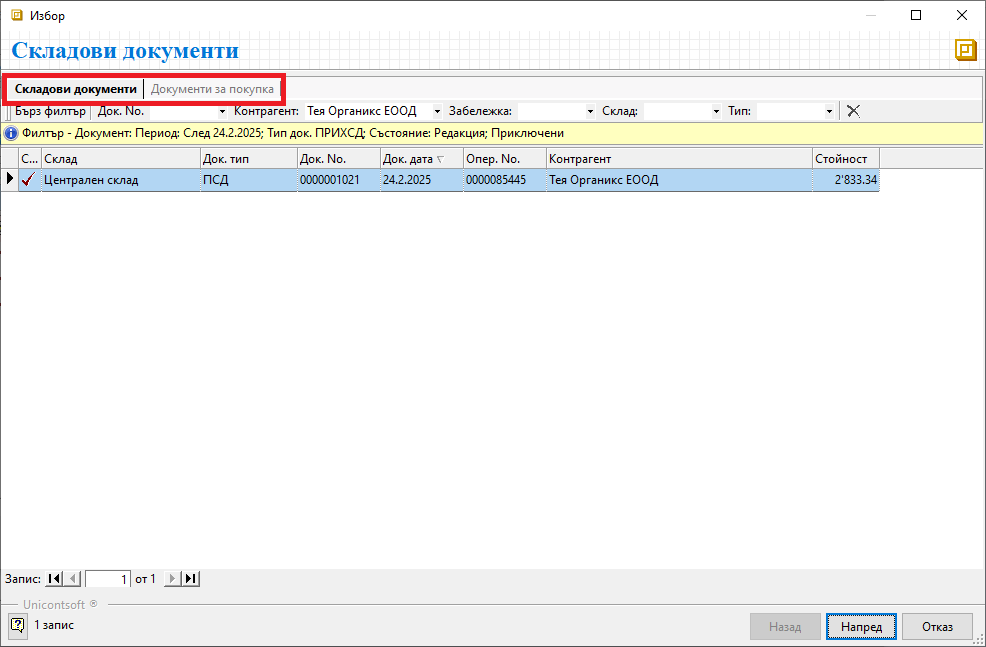 Избор
Складови документи
Складови документи Документи за покупка
Бърз филтър Док. No. Контрагент: Тея Органикс ЕООД Забележка: Склад: Тип:
Филтър - Документ: Период: След 24.2.2025; Тип док. ПРИХСД; Състояние: Редакция; Приключени
С... Склад Док. тип Док. No. Док. дата Опер. No. Контрагент Стойност
Централен склад ПСД 0000001021 24.2.2025 0000085445 Тея Органикс ЕООД 2'833.34
Запис: 1 от 1
Unicontsoft ®
1 запис Назад Напред Отказ